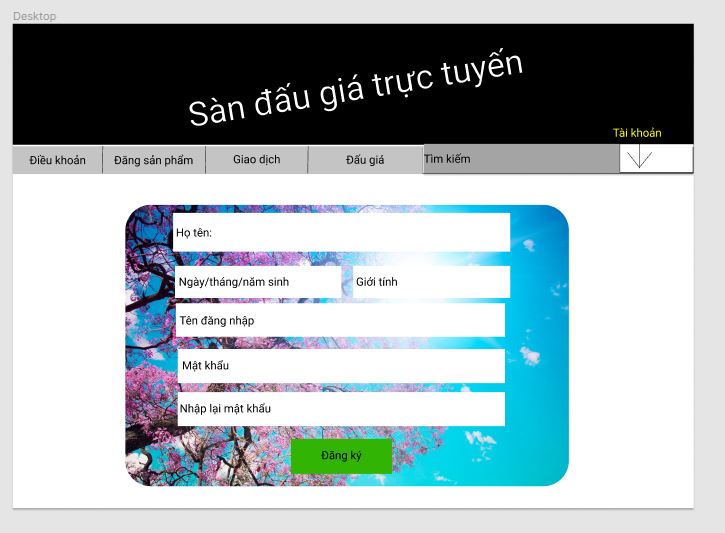 Desktop
Sàn đấu giá trực tuyến
Tài khoản
Điều khoản
Đăng sản phẩm
Giao dịch
Đấu giá
Tìm kiếm
Họ tên:
Ngày/tháng/năm sinh
Giới tính
Tên đăng nhập
Mật khẩu
Nhập lại mật khẩu
Đăng ký